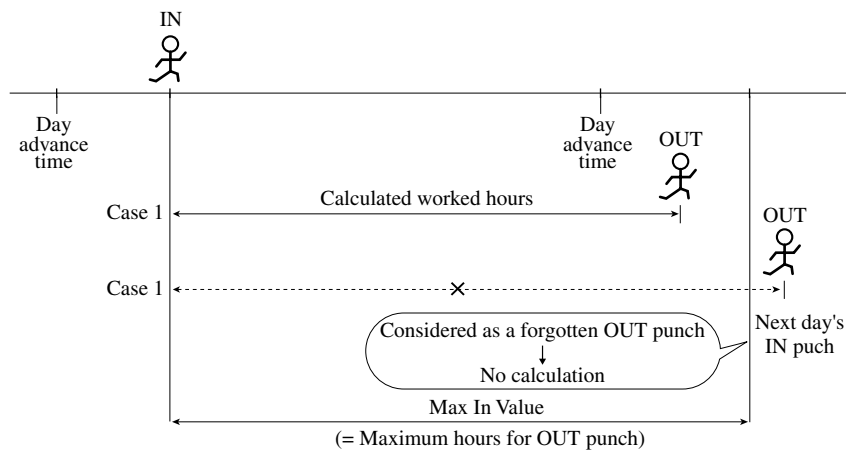 IN
Day
advance
time
Day
advance
time
OUT
Case 1
Calculated worked hours
OUT
Case 1
Considered as a forgotten OUT punch
No calculation
Next day's
IN puch
Max In Value
(= Maximum hours for OUT punch)